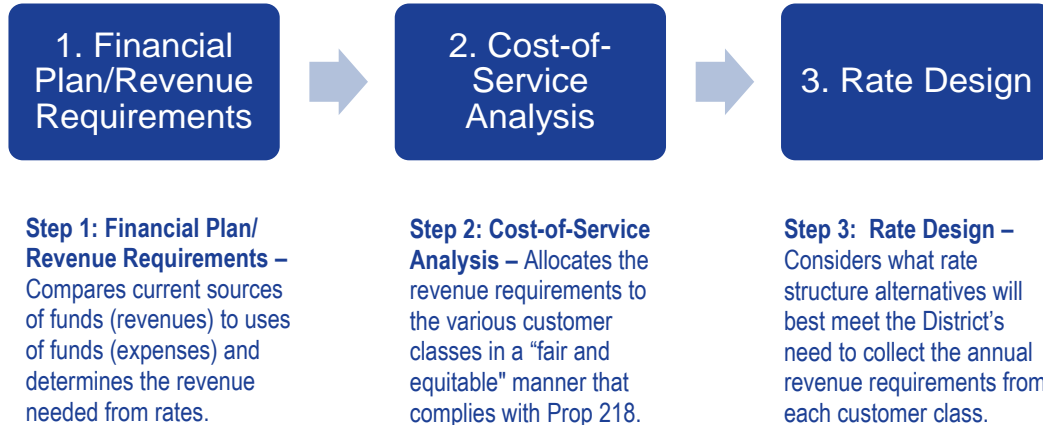 1. Financial
Plan/Revenue
Requirements
2. Cost-of-
Service
Analysis
3. Rate Design
Step 1: Financial Plan/
Revenue Requirements –
Compares current sources
of funds (revenues) to uses
of funds (expenses) and
determines the revenue
needed from rates.
Step 2: Cost-of-Service
Analysis – Allocates the
revenue requirements to
the various customer
classes in a “fair and
equitable" manner that
complies with Prop 218.
Step 3:  Rate Design –
Considers what rate
structure alternatives will
best meet the District’s
need to collect the annual
revenue requirements from
each customer class.